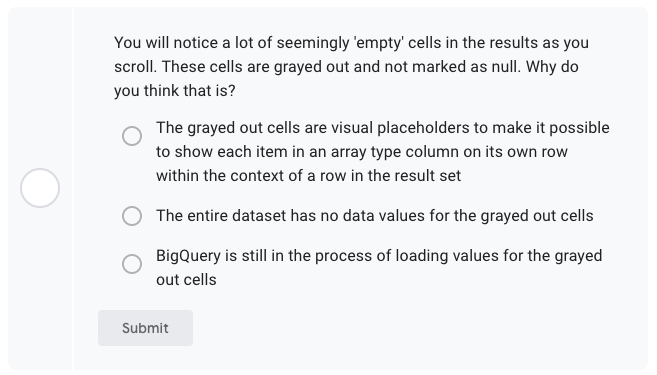 You will notice a lot of seemingly 'empty' cells in the results as you
scroll. These cells are grayed out and not marked as null. Why do
you think that is?
The grayed out cells are visual placeholders to make it possible
to show each item in an array type column on its own row
within the context of a row in the result set
The entire dataset has no data values for the grayed out cells
BigQuery is still in the process of loading values for the grayed
out cells
Submit